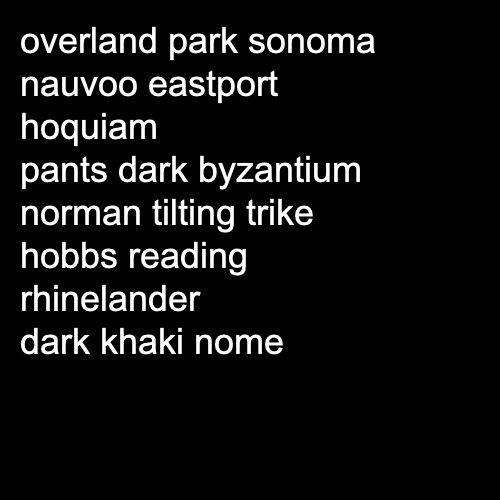 overland park sonoma
nauvoo eastport
hoquiam
pants dark byzantium
norman tilting trike
hobbs reading
rhinelander
dark khaki nome